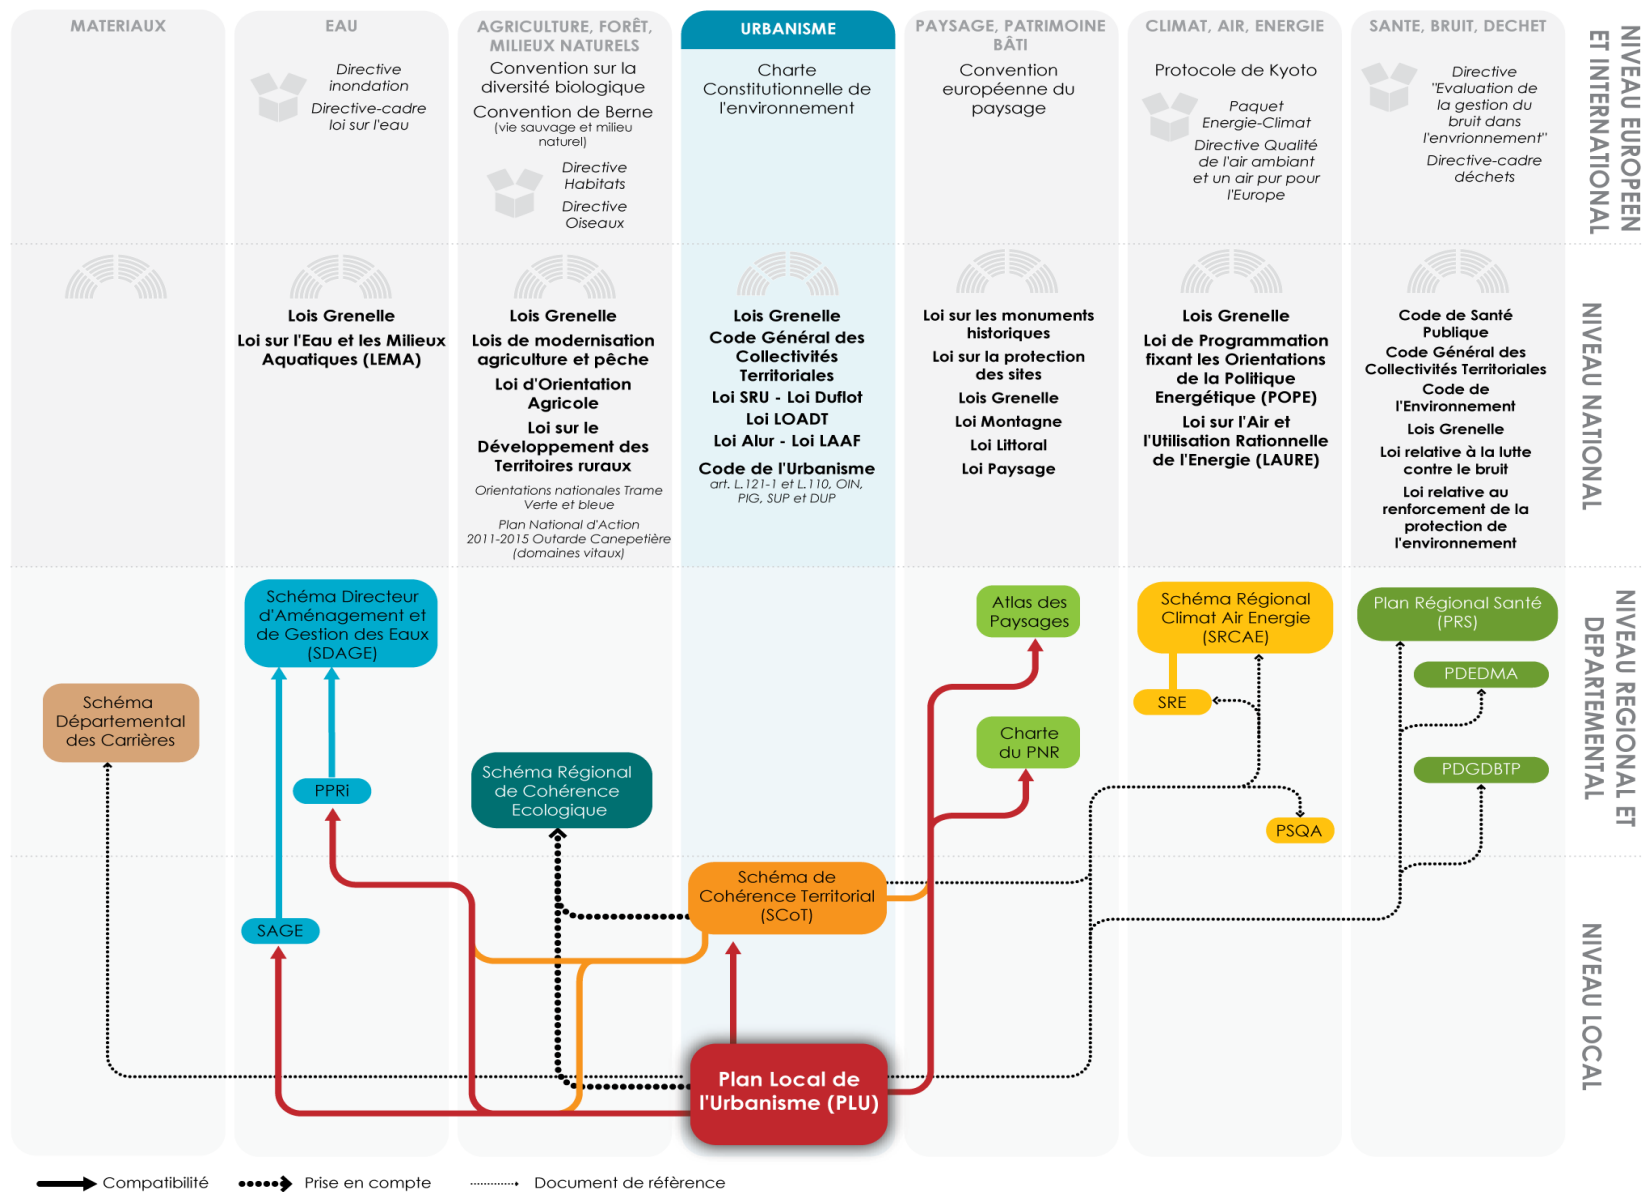 MATERIAUX
EAU
AGRICULTURE, FORÊT,
MILIEUX NATURELS
URBANISME
PAYSAGE, PATRIMOINE
BÂTI
CLIMAT, AIR, ENERGIE
SANTE, BRUIT, DECHET
NIVEAU EUROPEEN
ET INTERNATIONAL
Directive
inondation
Directive-cadre
loi sur l'eau
Convention sur la
diversité biologique
Convention de Berne
(vie sauvage et milieu
naturel)
Directive
Habitats
Directive
Oiseaux
Charte
Constitutionnelle de
l'environnement
Convention
européenne du
paysage
Protocole de Kyoto
Paquet
Energie-Climat
Directive Qualité
de l'air ambiant
et un air pur pour
l'Europe
Directive
"Evaluation de
la gestion du
bruit dans
l'envrionnement"
Directive-cadre
déchets
NIVEAU NATIONAL
Lois Grenelle
Loi sur l'Eau et les Milieux
Aquatiques (LEMA)
Lois Grenelle
Lois de modernisation
agriculture et pêche
Loi d'Orientation
Agricole
Loi sur le
Développement des
Territoires ruraux
Orientations nationales Trame
Verte et bleue
Plan National d'Action
2011-2015 Outarde Canepetière
(domaines vitaux)
Lois Grenelle
Code Général des
Collectivités
Territoriales
Loi SRU - Loi Duflot
Loi LOADT
Loi Alur - Loi LAAF
Code de l'Urbanisme
art. L.121-1 et L.110, OIN,
PIG, SUP et DUP
Loi sur les monuments
historiques
Loi sur la protection
des sites
Lois Grenelle
Loi Montagne
Loi Littoral
Loi Paysage
Lois Grenelle
Loi de Programmation
fixant les Orientations
de la Politique
Energétique (POPE)
Loi sur l'Air et
l'Utilisation Rationnelle
de l'Energie (LAURE)
Code de Santé
Publique
Code Général des
Collectivités Territoriales
Code de
l'Environnement
Lois Grenelle
Loi relative à la lutte
contre le bruit
Loi relative au
renforcement de la
protection de
l'environnement
NIVEAU REGIONAL ET
DEPARTEMENTAL
Schéma Directeur
d'Aménagement et
de Gestion des Eaux
(SDAGE)
Atlas des
Paysages
Schéma Régional
Climat Air Energie
(SRCAE)
Plan Régional Santé
(PRS)
PDEDMA
Schéma
Départemental
des Carrières
SRE
Charte
du PNR
PDGDBTP
PPRi
Schéma Régional
de Cohérence
Ecologique
PSQA
NIVEAU LOCAL
Schéma de
Cohérence Territorial
(SCoT)
SAGE
Plan Local de
l'Urbanisme (PLU)
Compatibilité
Prise en compte
Document de réfèrence